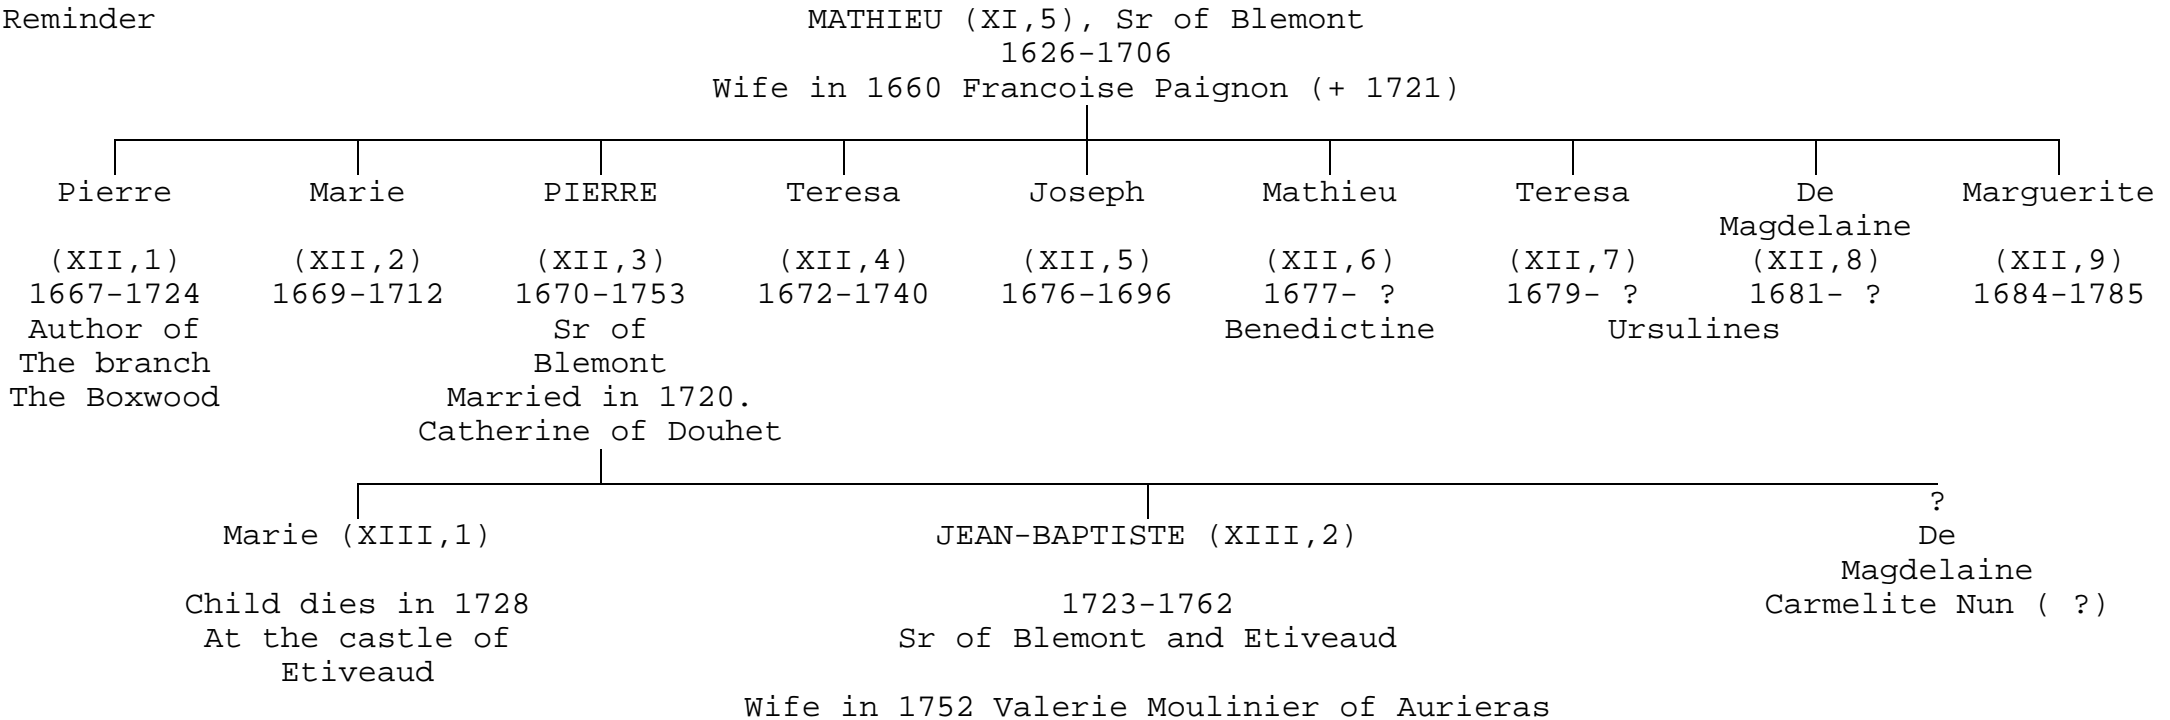 Reminder MATHIEU (XI,5), Sr of Blemont
1626-1706
Wife in 1660 Francoise Paignon (+ 1721)
Pierre Marie PIERRE Teresa Joseph Mathieu Teresa De Marguerite
Magdelaine
(XII,1) (XII,2) (XII,3) (XII,4) (XII,5) (XII,6) (XII,7) (XII,8) (XII,9)
1667-1724 1669-1712 1670-1753 1672-1740 1676-1696 1677- ? 1679- ? 1681- ? 1684-1785
Author of Sr of Benedictine Ursulines
The branch Blemont
The Boxwood Married in 1720.
Catherine of Douhet
?
Marie (XIII,1) JEAN-BAPTISTE (XIII,2) De
Magdelaine
Child dies in 1728 1723-1762 Carmelite Nun ( ?)
At the castle of Sr of Blemont and Etiveaud
Etiveaud
Wife in 1752 Valerie Moulinier of Aurieras